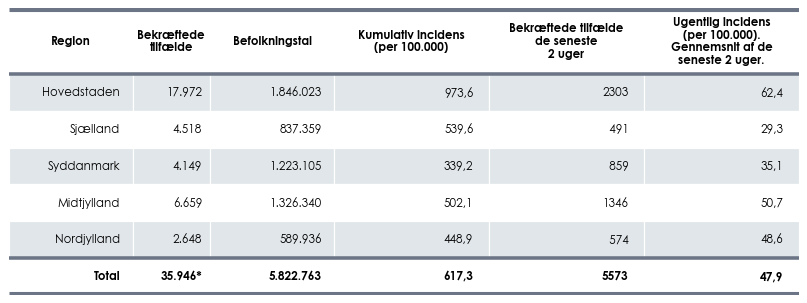 Region Bekræftede tilfælde Befolkningstal Kumulativ incidens (per 100.000) Bekræftede tilfælde de seneste 2 uger Ugentlig incidens (per 100.000). Gennemsnit af de seneste 2 uger.
Hovedstaden 17.972 1.846.023 973,6 2303 62,4
Sjælland 4.518 837.359 539,6 491 29,3
Syddanmark 4.149 1.223.105 339,2 859 35,1
Midtjylland 6.659 1.326.340 502,1 1346 50,7
Nordjylland 2.648 589.936 448,9 574 48,6
Total 35.946* 5.822.763 617,3 5573 47,9